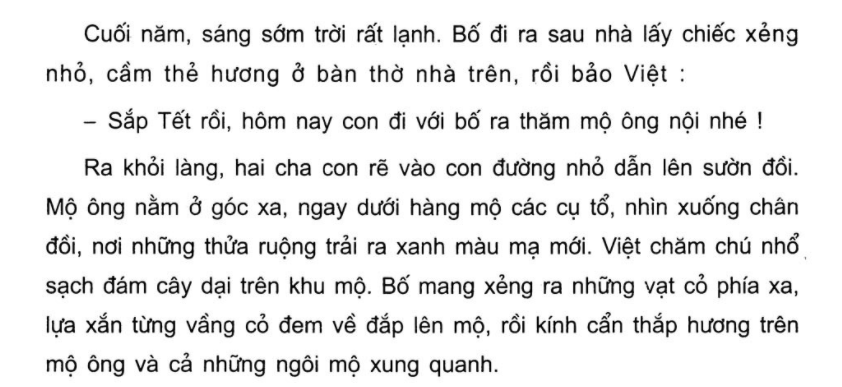 Cuối năm, sáng sớm trời rất lạnh. Bố đi ra sau nhà lấy chiếc xẻng
nhỏ, cầm thẻ hương ở bàn thờ nhà trên, rồi bảo Việt :
– Sắp Tết rồi, hôm nay con đi với bố ra thăm mộ ông nội nhé !
Ra khỏi làng, hai cha con rẽ vào con đường nhỏ dẫn lên sườn đồi.
Mộ ông nằm ở góc xa, ngay dưới hàng mộ các cụ tổ, nhìn xuống chân
đồi, nơi những thửa ruộng trải ra xanh màu mạ mới. Việt chăm chú nhổ
sạch đám cây dại trên khu mộ. Bố mang xẻng ra những vạt cỏ phía xa,
lựa xắn từng vầng cỏ đem về đắp lên mộ, rồi kính cẩn thắp hương trên
mộ ông và cả những ngôi mộ xung quanh.